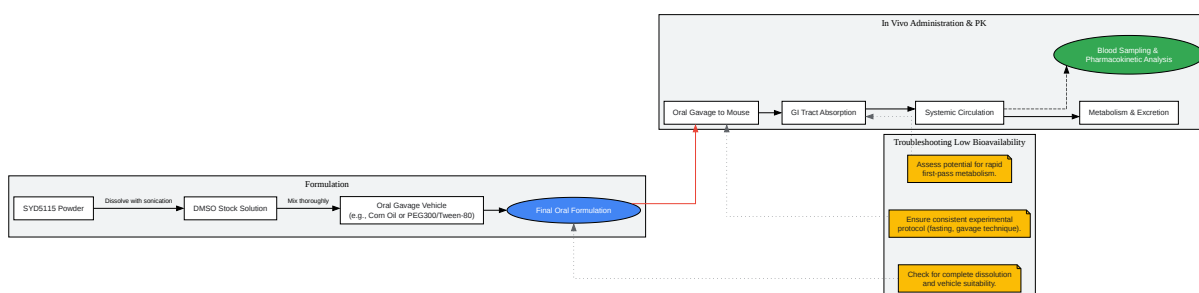 In Vivo Administration & PK
Blood Sampling &
Pharmacokinetic Analysis
Oral Gavage to Mouse
GI Tract Absorption
Systemic Circulation
Metabolism & Excretion
Troubleshooting Low Bioavailability
Assess potential for rapid
first-pass metabolism.
Ensure consistent experimental
protocol (fasting, gavage technique).
Check for complete dissolution
and vehicle suitability.
Formulation
SYD5115 Powder
Dissolve with sonication
DMSO Stock Solution
Mix thoroughly
Oral Gavage Vehicle
(e.g., Corn Oil or PEG300/Tween-80)
Final Oral Formulation